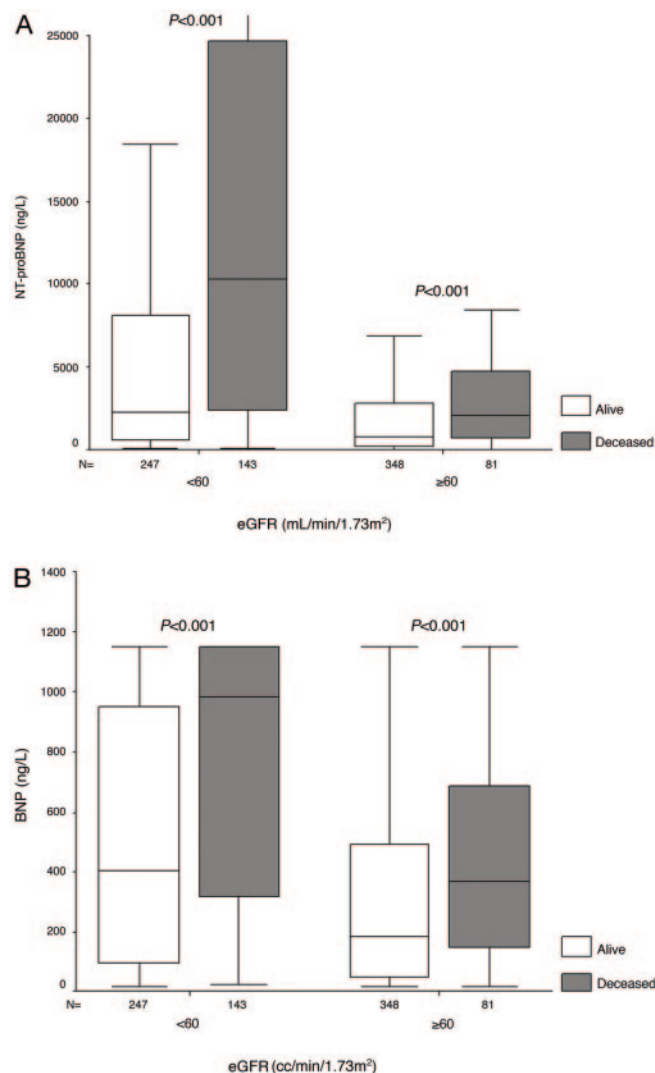 A
P<0.001
25000
20000
15000
10000
5000
0
NT-proBNP (ng/L)
P<0.001
Alive
Deceased
N= 247 143 348 81
<60 ≥60
eGFR (mL/min/1.73m²)
B
1400
1200
1000
800
600
400
200
0
BNP (ng/L)
P<0.001 P<0.001
Alive
Deceased
N= 247 143 348 81
<60 ≥60
eGFR (cc/min/1.73m²)